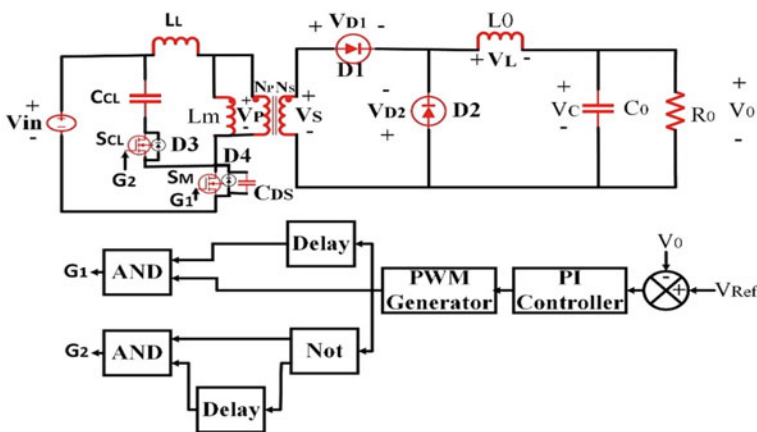 LL
+ VD1 -
D1
L0
+ VL -
CCL
Lm
NP NS
+
VP
-
+
VS
-
-
VD2
+
D2
+
VC
-
C0
R0
+
V0
-
+
Vin
-
SCL
D3
G2
D4
SM
G1
CDS
Delay
G1
AND
PWM
Generator
PI
Controller
V0
-
+
VRef
G2
AND
Not
Delay